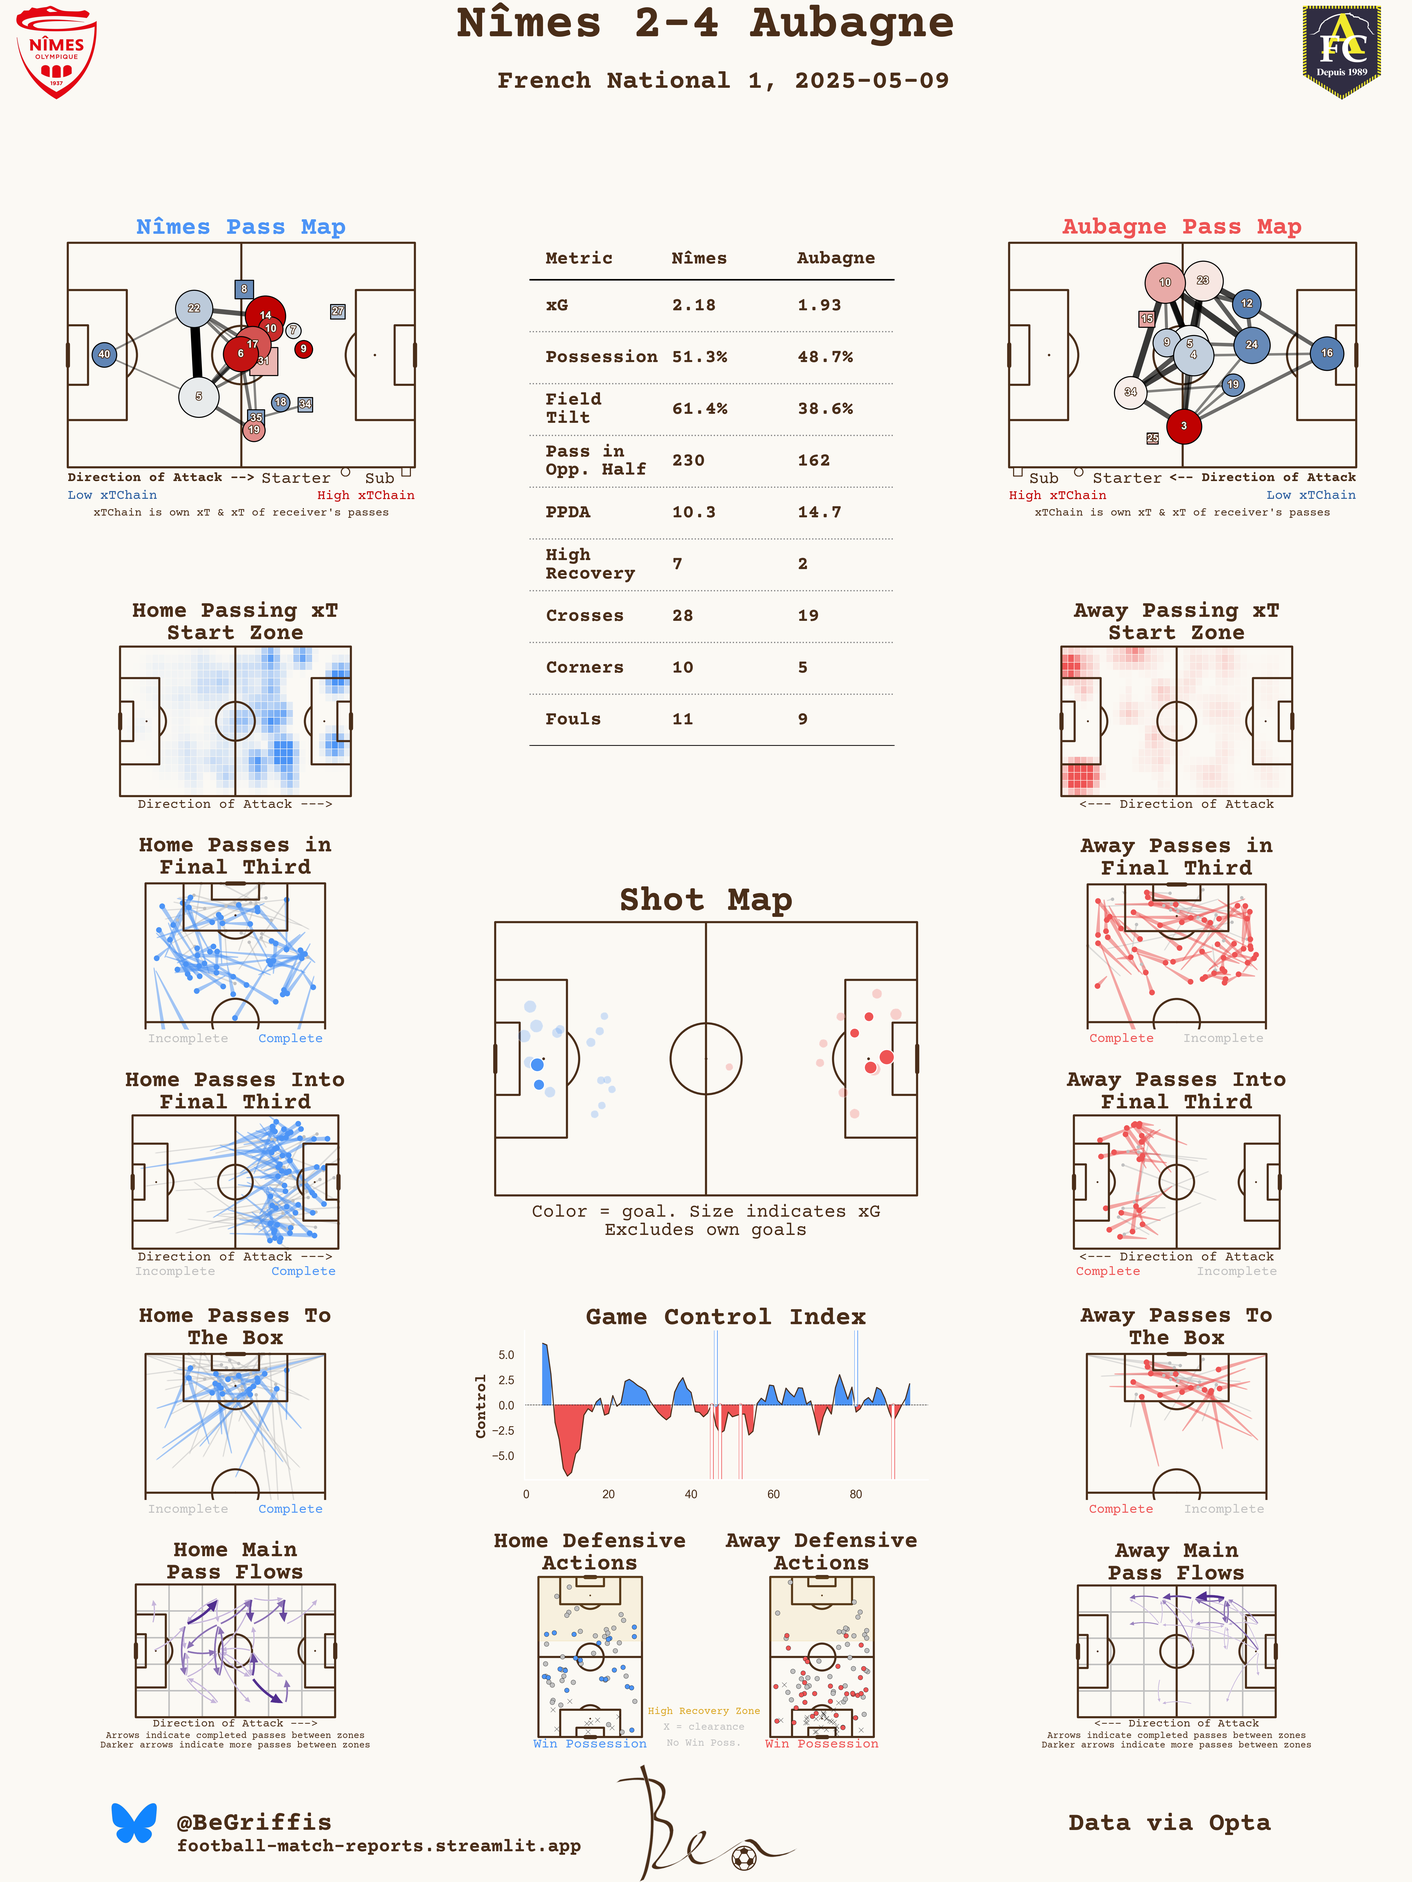 Nîmes 2-4 Aubagne
French National 1, 2025-05-09
NÎMES
OLYMPIQUE
1937
A
FC
Depuis 1989
Nîmes Pass Map
40
22
5
8
14
10
7
17
6
31
9
27
18
34
35
19
Direction of Attack --> Starter Sub
Low xTChain High xTChain
xTChain is own xT & xT of receiver's passes
Metric Nîmes Aubagne
xG 2.18 1.93
Possession 51.3% 48.7%
Field
Tilt 61.4% 38.6%
Pass in
Opp. Half 230 162
PPDA 10.3 14.7
High
Recovery 7 2
Crosses 28 19
Corners 10 5
Fouls 11 9
Aubagne Pass Map
10
23
12
15
9
5
4
24
16
34
19
3
25
Sub Starter <-- Direction of Attack
High xTChain Low xTChain
xTChain is own xT & xT of receiver's passes
Home Passing xT
Start Zone
Direction of Attack --->
Away Passing xT
Start Zone
<--- Direction of Attack
Home Passes in
Final Third
Incomplete Complete
Away Passes in
Final Third
Complete Incomplete
Shot Map
Color = goal. Size indicates xG
Excludes own goals
Home Passes Into
Final Third
Direction of Attack --->
Incomplete Complete
Away Passes Into
Final Third
<--- Direction of Attack
Complete Incomplete
Home Passes To
The Box
Incomplete Complete
Game Control Index
Control
5.0
2.5
0.0
−2.5
−5.0
0 20 40 60 80
Away Passes To
The Box
Complete Incomplete
Home Main
Pass Flows
Direction of Attack --->
Arrows indicate completed passes between zones
Darker arrows indicate more passes between zones
Home Defensive
Actions
Win Possession
Away Defensive
Actions
Win Possession
High Recovery Zone
X = clearance
No Win Poss.
Away Main
Pass Flows
<--- Direction of Attack
Arrows indicate completed passes between zones
Darker arrows indicate more passes between zones
@BeGriffis
football-match-reports.streamlit.app
Ben
Data via Opta